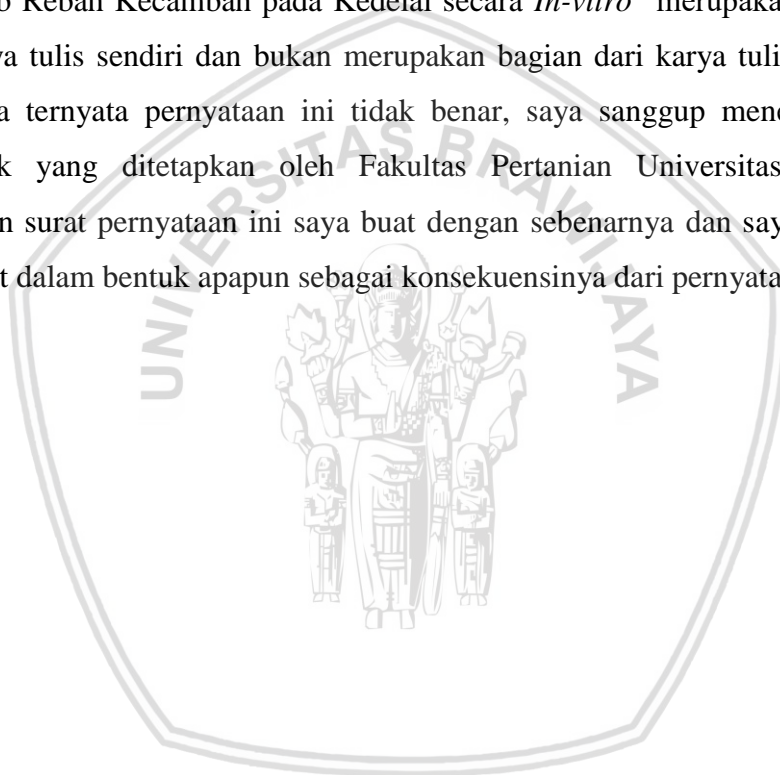 Rebah Kecambah pada Kedelai secara In-vitro" merupaka
a tulis sendiri dan bukan merupakan bagian dari karya tuli
a ternyata pernyataan ini tidak benar, saya sanggup men
k yang ditetapkan oleh Fakultas Pertanian Universitas
n surat pernyataan ini saya buat dengan sebenarnya dan say
t dalam bentuk apapun sebagai konsekuensinya dari pernyata
UNIVERSITAS BRAWIJAYA